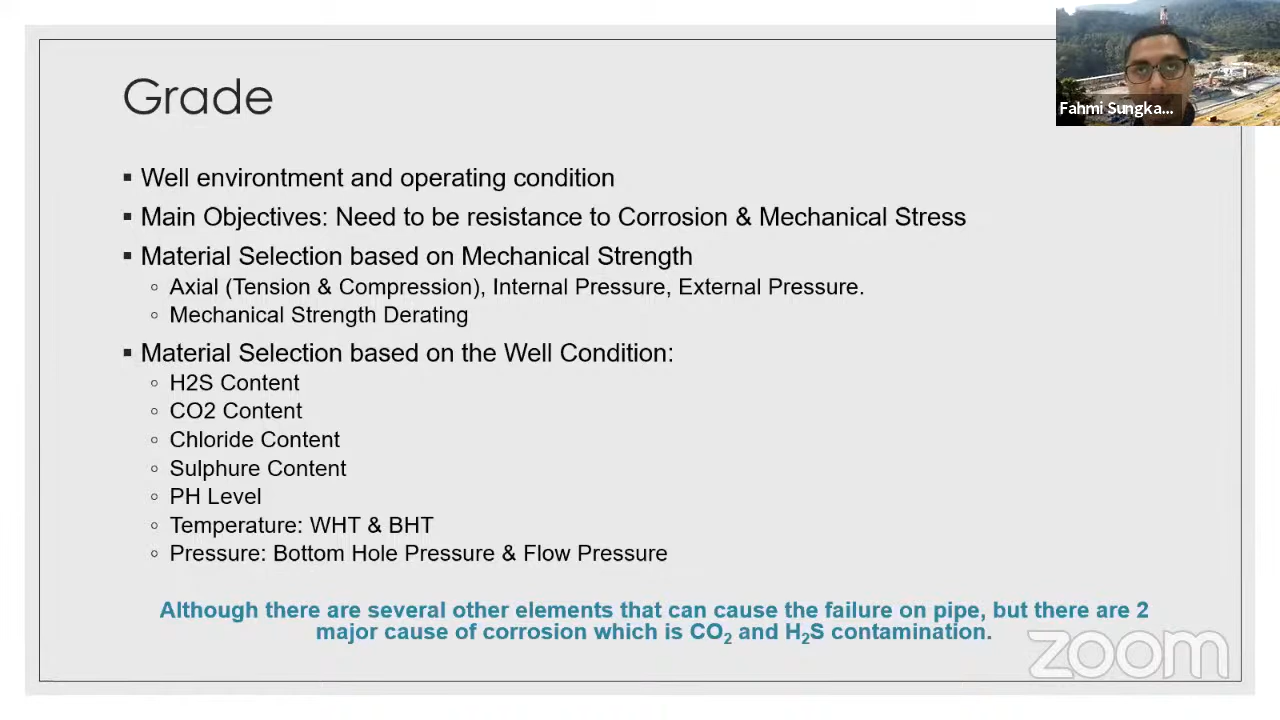 Grade
Fahmi Sungka...
▪ Well environtment and operating condition
▪ Main Objectives: Need to be resistance to Corrosion & Mechanical Stress
▪ Material Selection based on Mechanical Strength
◦ Axial (Tension & Compression), Internal Pressure, External Pressure.
◦ Mechanical Strength Derating
▪ Material Selection based on the Well Condition:
◦ H2S Content
◦ CO2 Content
◦ Chloride Content
◦ Sulphure Content
◦ PH Level
◦ Temperature: WHT & BHT
◦ Pressure: Bottom Hole Pressure & Flow Pressure
Although there are several other elements that can cause the failure on pipe, but there are 2
major cause of corrosion which is CO₂ and H₂S contamination.
zoom